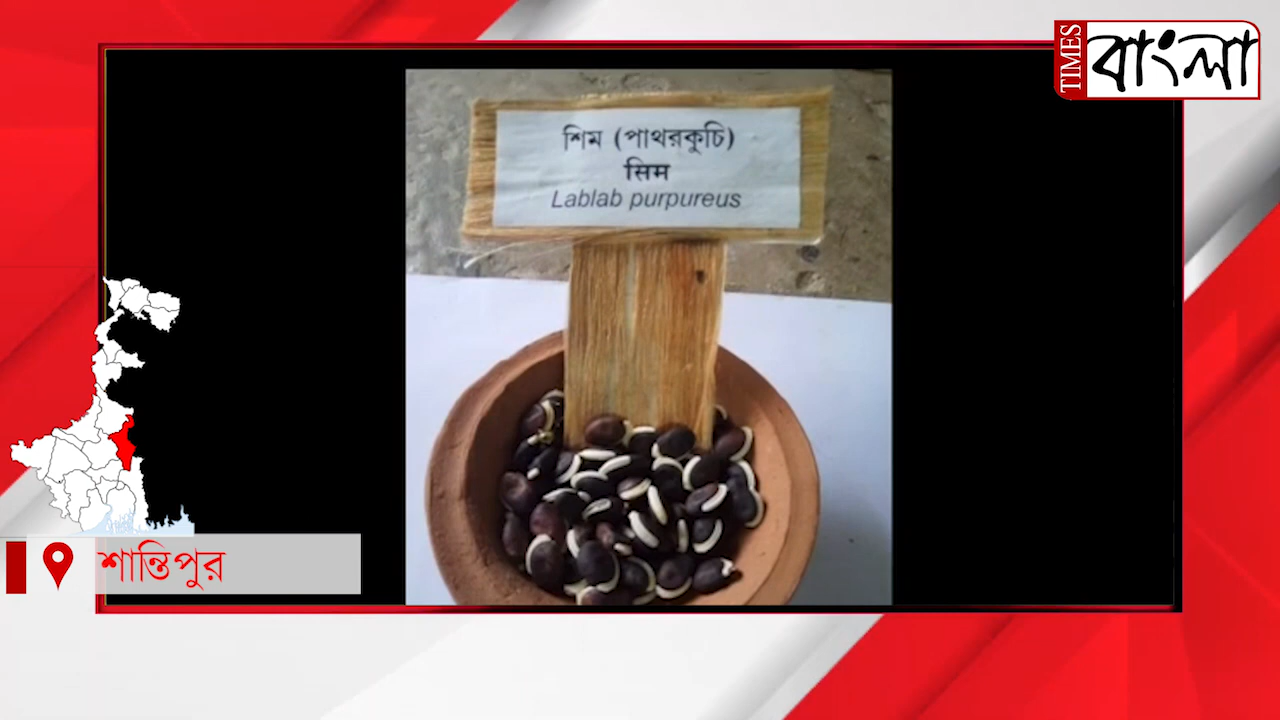 TIMES
বাংলা
শিম (পাথরকুচি)
সিম
Lablab purpureus
শান্তিপুর